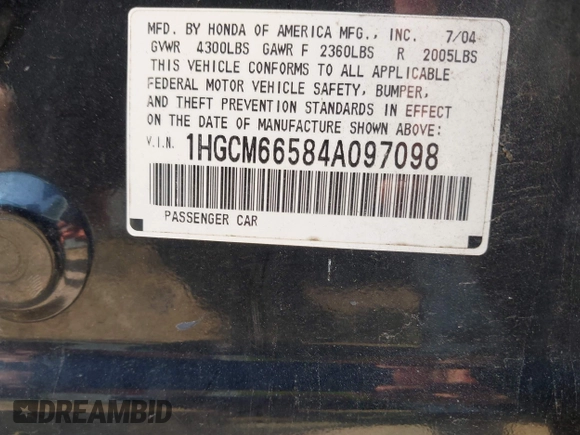 MFD. BY HONDA OF AMERICA MFG., INC. 7/04
GVWR 4300LBS GAWR F 2360LBS R 2005LBS
THIS VEHICLE CONFORMS TO ALL APPLICABLE
FEDERAL MOTOR VEHICLE SAFETY, BUMPER,
AND THEFT PREVENTION STANDARDS IN EFFECT
ON THE DATE OF MANUFACTURE SHOWN ABOVE:
V.I.N. 1HGCM66584A097098
PASSENGER CAR
DREAMBID